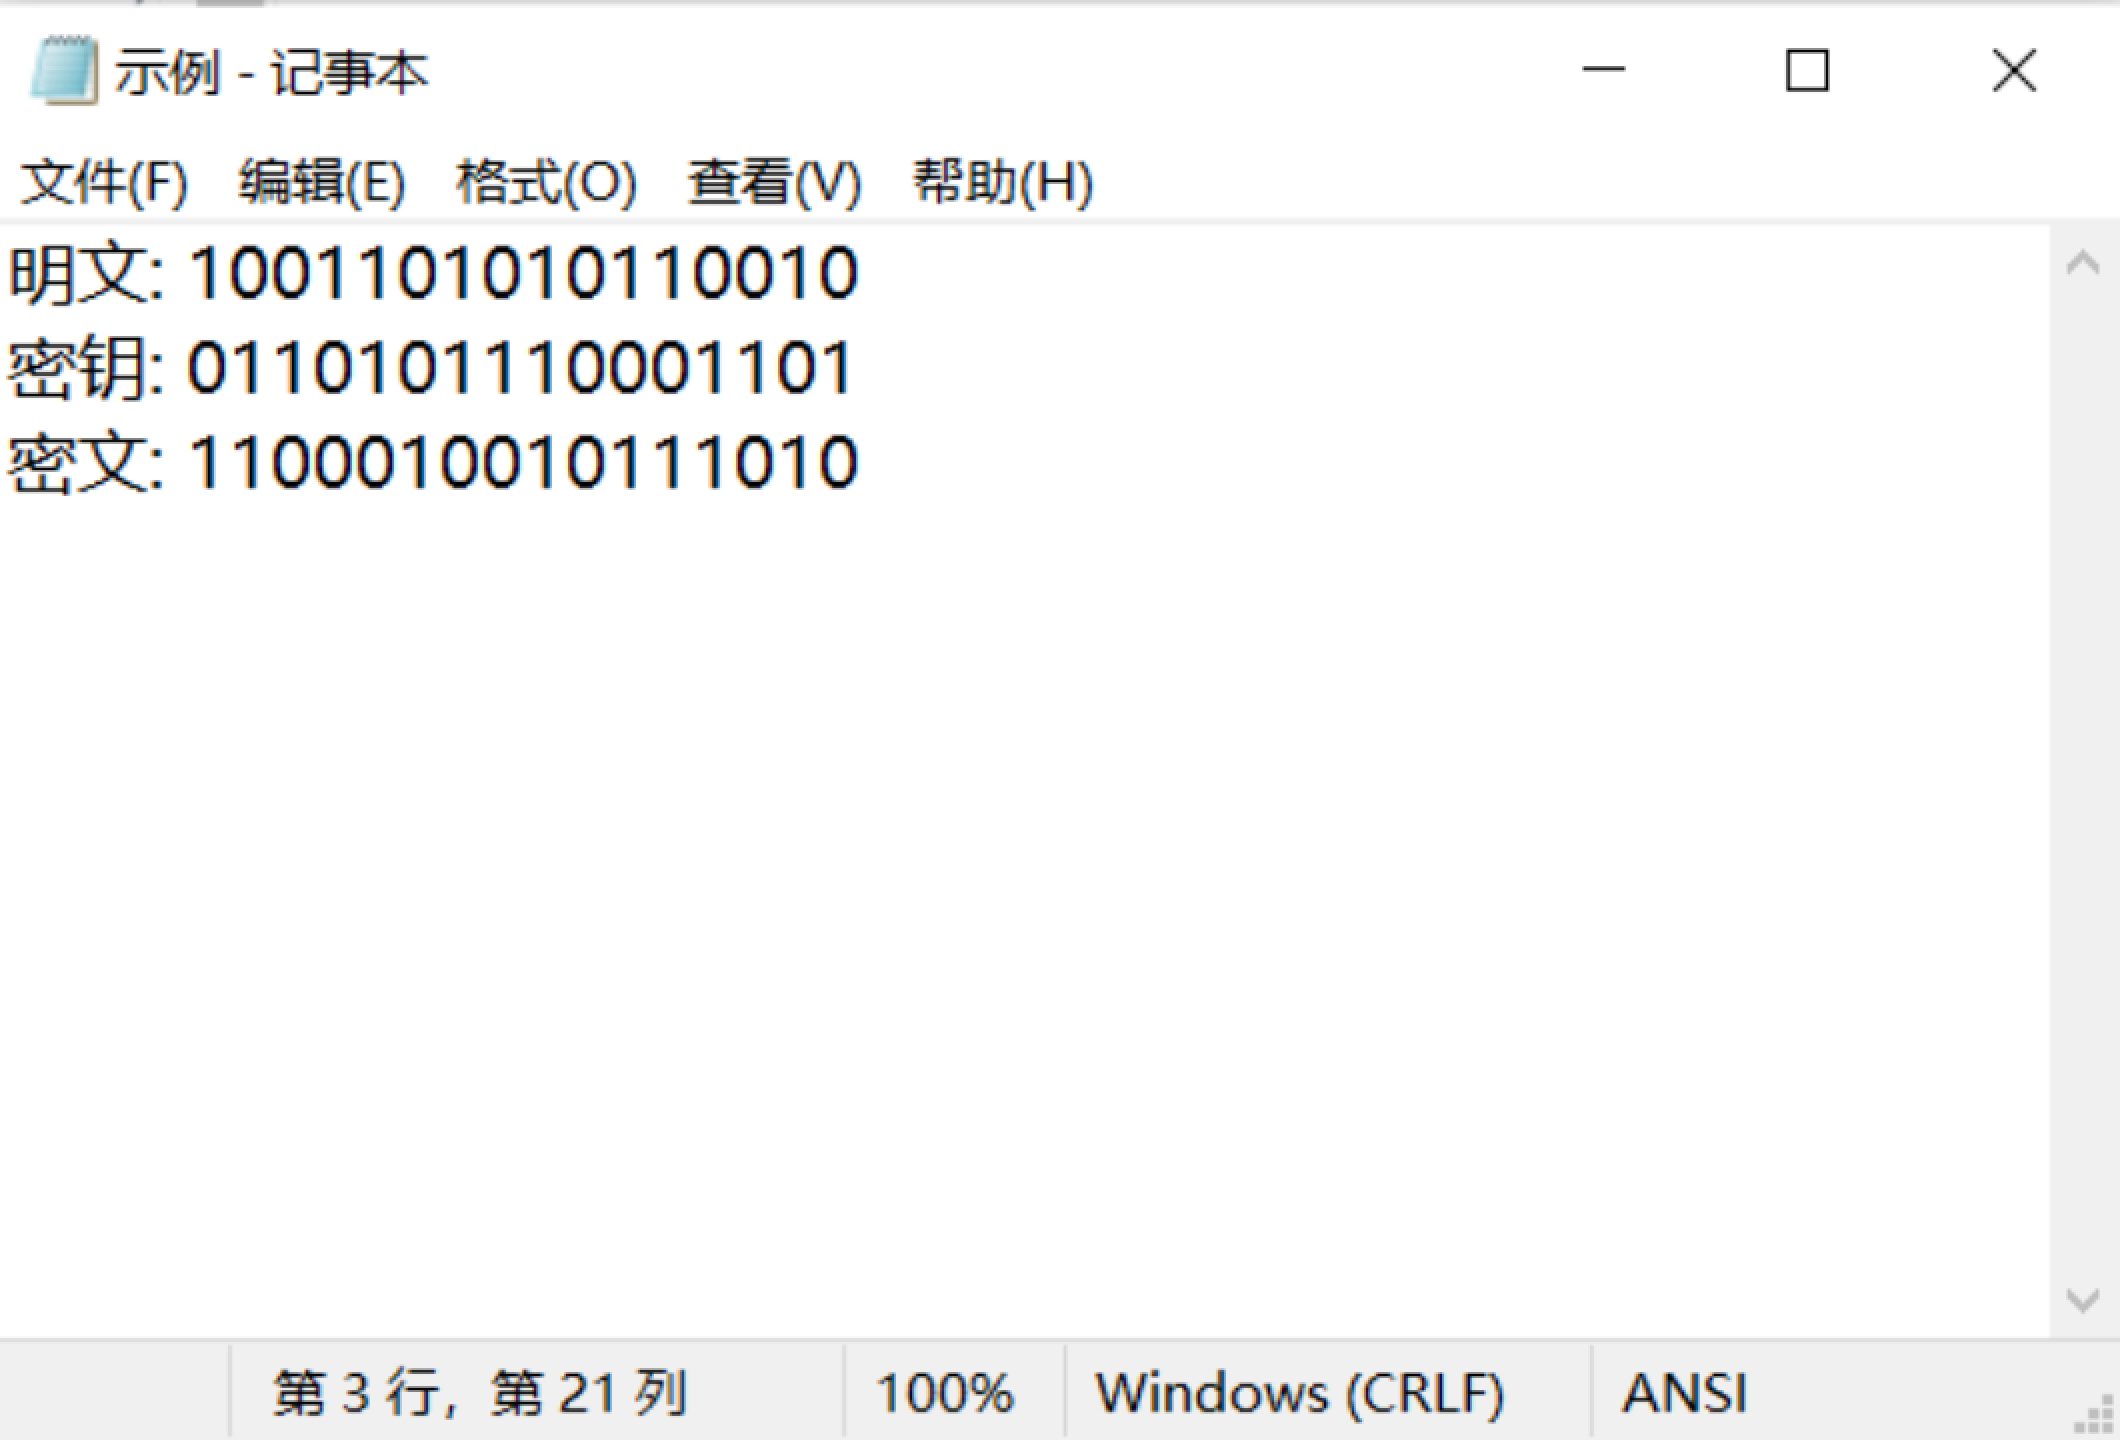 示例 - 记事本
文件(F) 编辑(E) 格式(O) 查看(V) 帮助(H)
明文: 1001101010110010
密钥: 0110101110001101
密文: 1100010010111010
第 3 行, 第 21 列 100% Windows (CRLF) ANSI